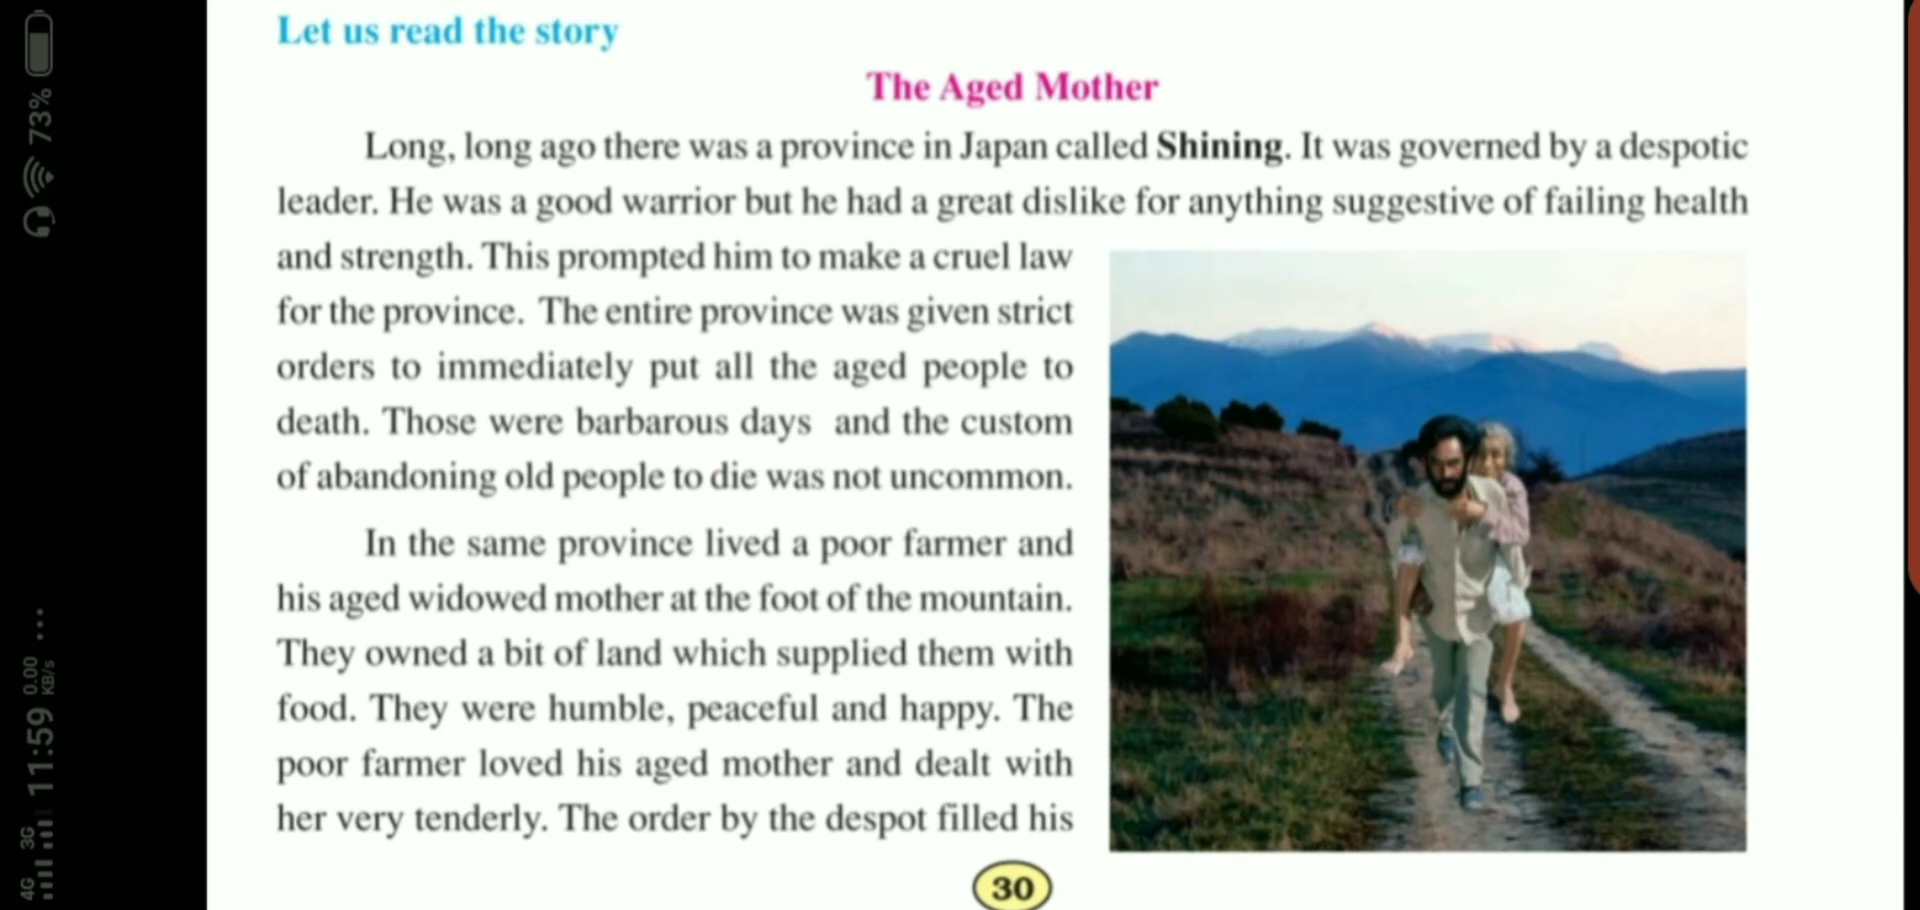 Let us read the story
The Aged Mother
Long, long ago there was a province in Japan called Shining. It was governed by a despotic
leader. He was a good warrior but he had a great dislike for anything suggestive of failing health
and strength. This prompted him to make a cruel law
for the province. The entire province was given strict
orders to immediately put all the aged people to
death. Those were barbarous days and the custom
of abandoning old people to die was not uncommon.
In the same province lived a poor farmer and
his aged widowed mother at the foot of the mountain.
They owned a bit of land which supplied them with
food. They were humble, peaceful and happy. The
poor farmer loved his aged mother and dealt with
her very tenderly. The order by the despot filled his
30
4G 3G 11:59 0.00 KB/s ...
73%